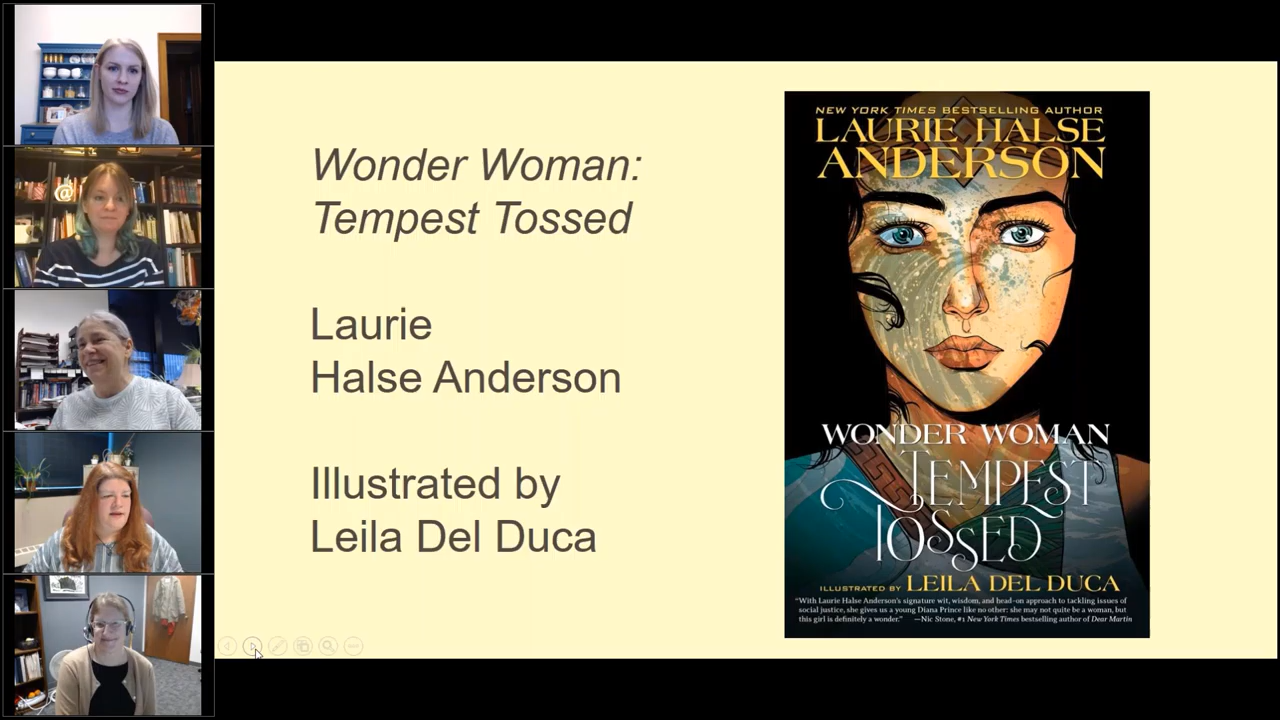 Wonder Woman:
Tempest Tossed
Laurie
Halse Anderson
Illustrated by
Leila Del Duca
NEW YORK TIMES BESTSELLING AUTHOR
LAURIE HALSE
ANDERSON
WONDER WOMAN
TEMPEST
TOSSED
ILLUSTRATED BY LEILA DEL DUCA
"With Laurie Halse Anderson's signature wit, wisdom, and head-on approach to tackling issues of
social justice, she gives us a young Diana Prince like no other: she may not quite be a woman, but
this girl is definitely a wonder." —Nic Stone, #1 New York Times bestselling author of Dear Martin
@